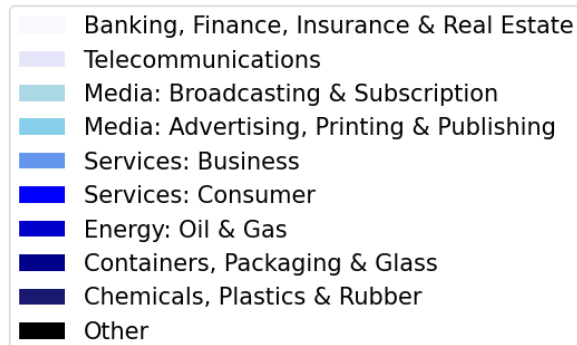 Banking, Finance, Insurance & Real Estate
Telecommunications
Media: Broadcasting & Subscription
Media: Advertising, Printing & Publishing
Services: Business
Services: Consumer
Energy: Oil & Gas
Containers, Packaging & Glass
Chemicals, Plastics & Rubber
Other